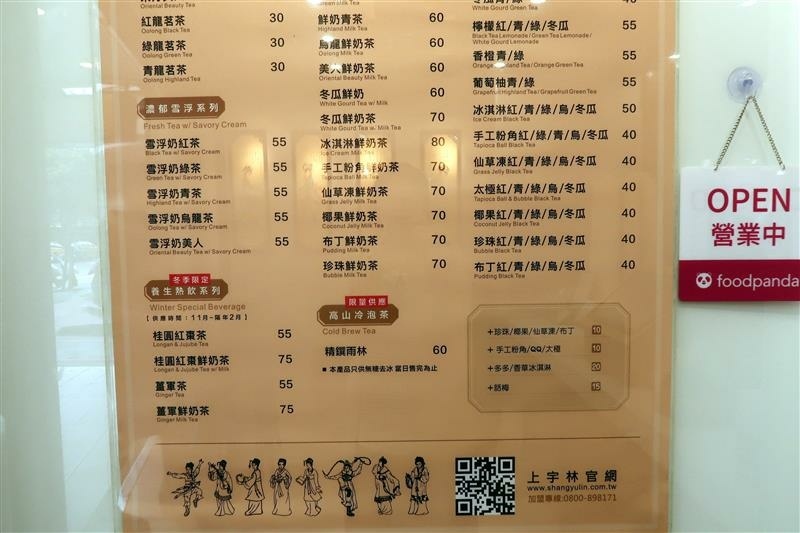 Oriental Beauty Tea
紅龍茗茶 30
Oolong Black Tea
綠龍茗茶 30
Oolong Green Tea
青龍茗茶 30
Oolong Highland Tea
濃郁雪浮系列
Fresh Tea w/ Savory Cream
雪浮奶紅茶 55
Black Tea w/ Savory Cream
雪浮奶綠茶 55
Green Tea w/ Savory Cream
雪浮奶青茶 55
Highland Tea w/ Savory Cream
雪浮奶烏龍茶 55
Oolong Tea w/ Savory Cream
雪浮奶美人 55
Oriental Beauty Tea w/ Savory Cream
冬季限定
養生熱飲系列
Winter Special Beverage
【 供應時間：11月~隔年2月 】
桂圓紅棗茶 55
Longan & Jujube Tea
桂圓紅棗鮮奶茶 75
Longan & Jujube Tea w/ Milk
薑軍茶 55
Ginger Tea
薑軍鮮奶茶 75
Ginger Milk Tea
Green Milk Tea
鮮奶青茶 60
Highland Milk Tea
烏龍鮮奶茶 60
Oolong Milk Tea
美人鮮奶茶 60
Oriental Beauty Milk Tea
冬瓜鮮奶 60
White Gourd Tea w/ Milk
冬瓜鮮奶茶 70
White Gourd Tea w/ Milk
冰淇淋鮮奶茶 80
Ice Cream Milk Tea
手工粉角鮮奶茶 70
Tapioca Ball Milk Tea
仙草凍鮮奶茶 70
Grass Jelly Milk Tea
椰果鮮奶茶 70
Coconut Jelly Milk Tea
布丁鮮奶茶 70
Pudding Milk Tea
珍珠鮮奶茶 70
Bubble Milk Tea
限量供應
高山冷泡茶
Cold Brew Tea
精鐉雨林 60
■ 本產品只供無糖去冰 當日售完為止
White Gourd Green Tea
檸檬紅/青/綠/冬瓜 55
Black Tea Lemonade / Green Tea Lemonade /
White Gourd Lemonade
香橙青/綠 55
Orange Highland Tea / Orange Green Tea
葡萄柚青/綠 55
Grapefruit Highland Tea / Grapefruit Green Tea
冰淇淋紅/青/綠/烏/冬瓜 50
Ice Cream Black Tea
手工粉角紅/綠/青/烏/冬瓜 40
Tapioca Ball Black Tea
仙草凍紅/青/綠/烏/冬瓜 40
Grass Jelly Black Tea
太極紅/青/綠/烏/冬瓜 40
Tapioca Ball & Bubble Black Tea
椰果紅/青/綠/烏/冬瓜 40
Coconut Jelly Black Tea
珍珠紅/青/綠/烏/冬瓜 40
Bubble Black Tea
布丁紅/青/綠/烏/冬瓜 40
Pudding Black Tea
+珍珠/椰果/仙草凍/布丁 10
+ 手工粉角/QQ/太極 10
+多多/香草冰淇淋 20
+話梅 15
上宇林官網
www.shangyulin.com.tw
加盟專線:0800-898171
OPEN
營業中
foodpanda